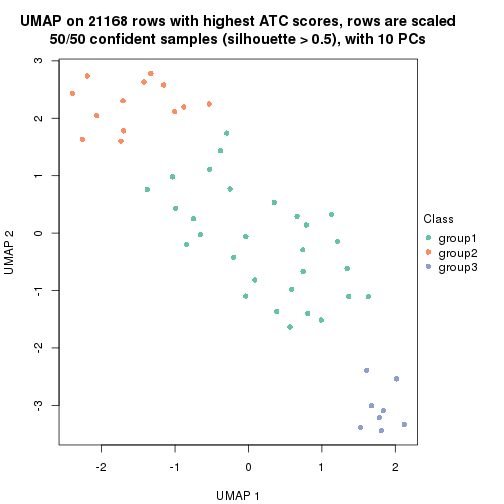 UMAP on 21168 rows with highest ATC scores, rows are scaled
50/50 confident samples (silhouette > 0.5), with 10 PCs
3
2
1
0
-1
-2
-3
UMAP 2
-2
-1
0
1
2
UMAP 1
Class
group1
group2
group3